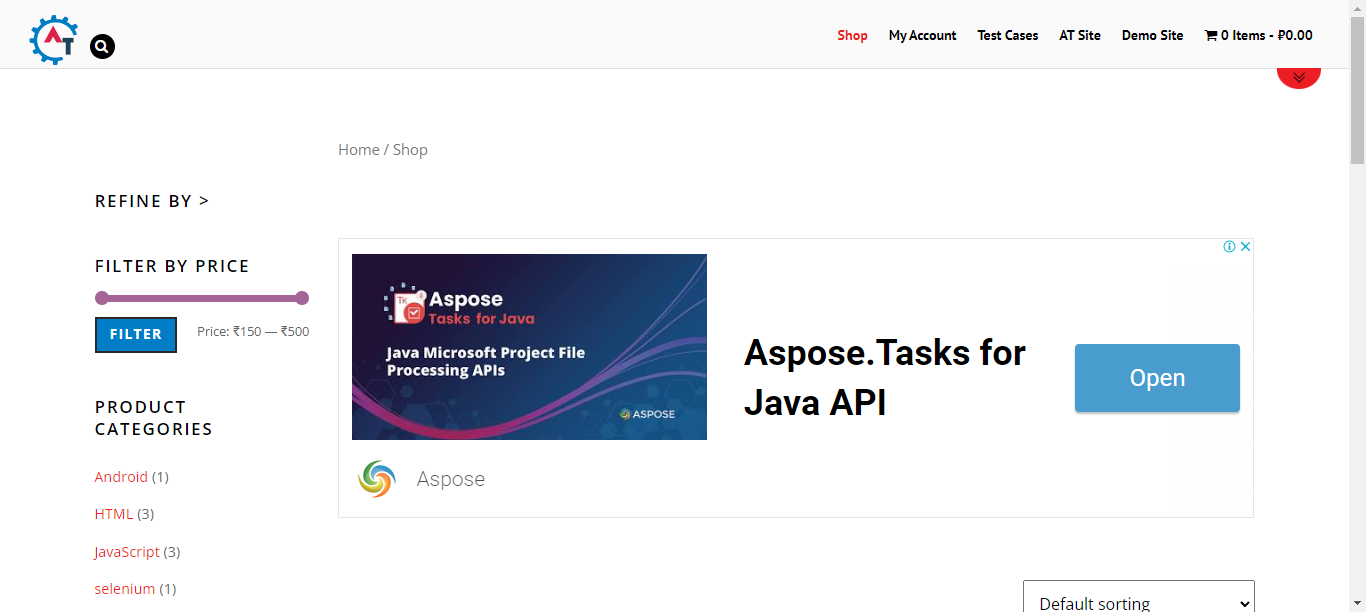 AT
Shop
My Account
Test Cases
AT Site
Demo Site
0 Items - ₽0.00
Home / Shop
REFINE BY >
FILTER BY PRICE
FILTER
Price: ₹150 — ₹500
PRODUCT
CATEGORIES
Android (1)
HTML (3)
JavaScript (3)
selenium (1)
Aspose
Tasks for Java
Java Microsoft Project File
Processing APIs
ASPOSE
Aspose.Tasks for
Java API
Open
Aspose
Default sorting